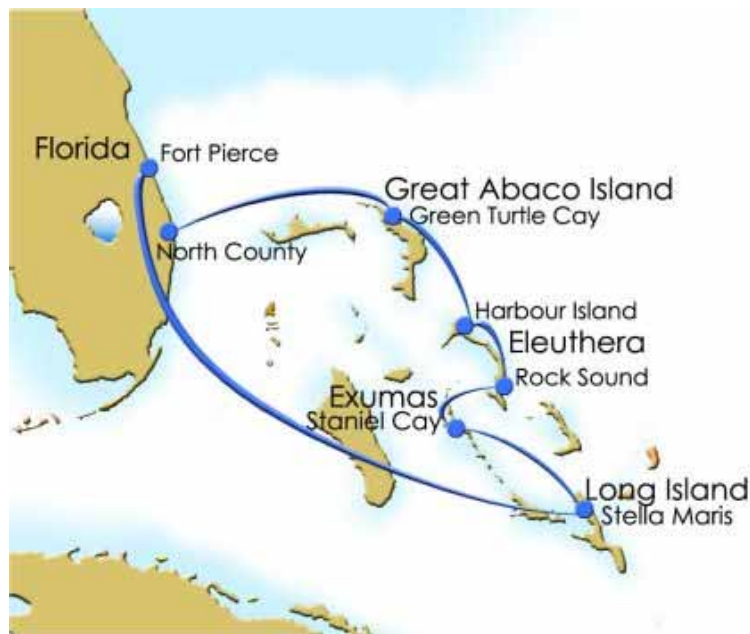 Florida
Fort Pierce
Great Abaco Island
Green Turtle Cay
North County
Harbour Island
Eleuthera
Rock Sound
Exumas
Staniel Cay
Long Island
Stella Maris